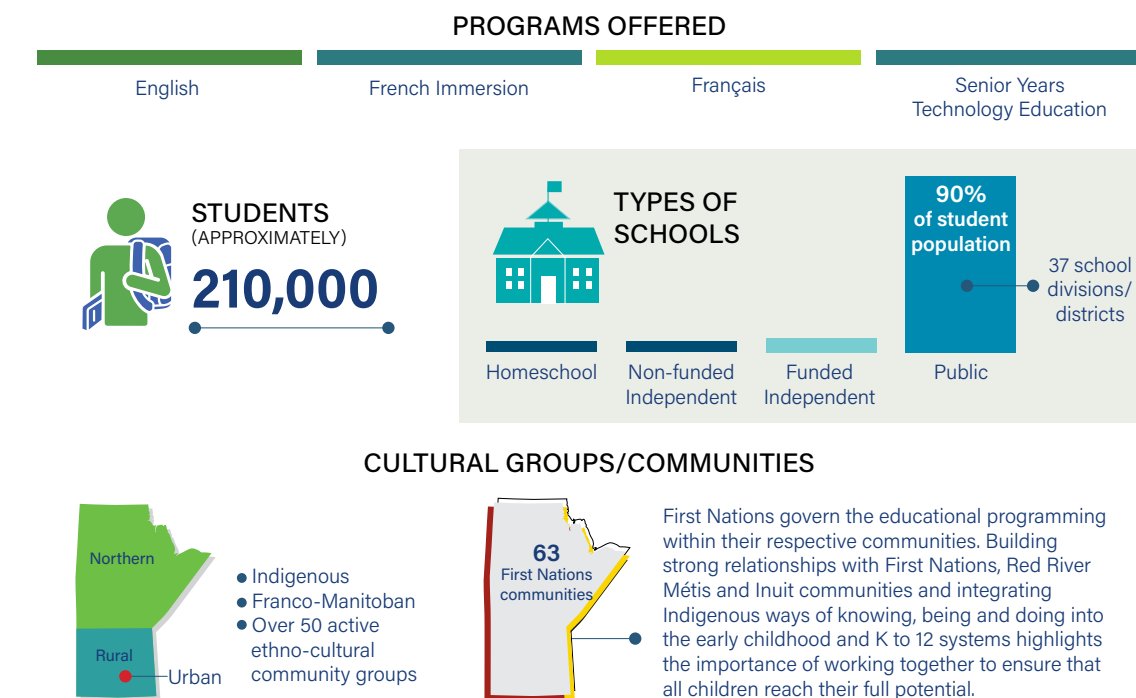 PROGRAMS OFFERED
English
French Immersion
Français
Senior Years
Technology Education
STUDENTS
(APPROXIMATELY)
210,000
TYPES OF
SCHOOLS
90%
of student
population
37 school
divisions/
districts
Homeschool
Non-funded
Independent
Funded
Independent
Public
CULTURAL GROUPS/COMMUNITIES
Northern
Rural
Urban
Indigenous
Franco-Manitoban
Over 50 active
ethno-cultural
community groups
63
First Nations
communities
First Nations govern the educational programming
within their respective communities. Building
strong relationships with First Nations, Red River
Métis and Inuit communities and integrating
Indigenous ways of knowing, being and doing into
the early childhood and K to 12 systems highlights
the importance of working together to ensure that
all children reach their full potential.